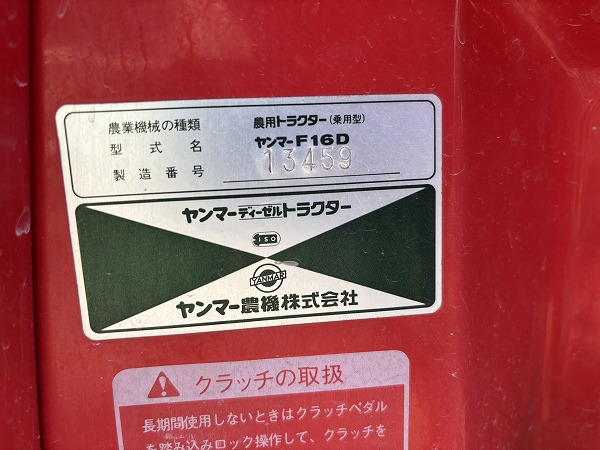 農業機械の種類 農用トラクター(乗用型)
型式名 ヤンマーF16D
製造番号 13459
ヤンマーディーゼルトラクター
ISO
YANMAR
ヤンマー農機株式会社
クラッチの取扱
長期間使用しないときはクラッチペダル
を踏み込みロック操作して、クラッチを